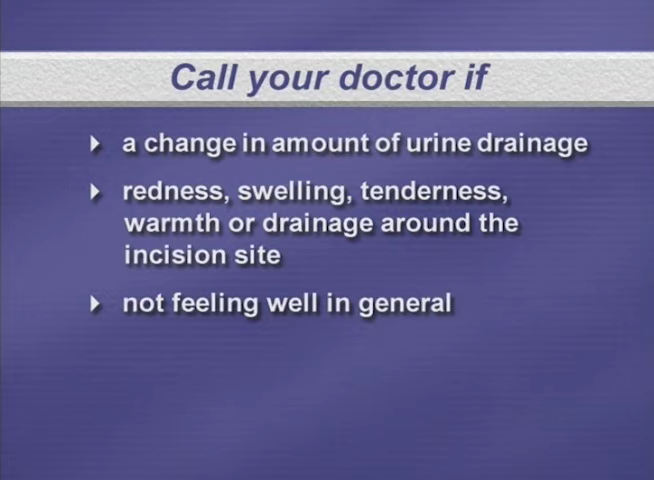 Call your doctor if
a change in amount of urine drainage
redness, swelling, tenderness,
warmth or drainage around the
incision site
not feeling well in general